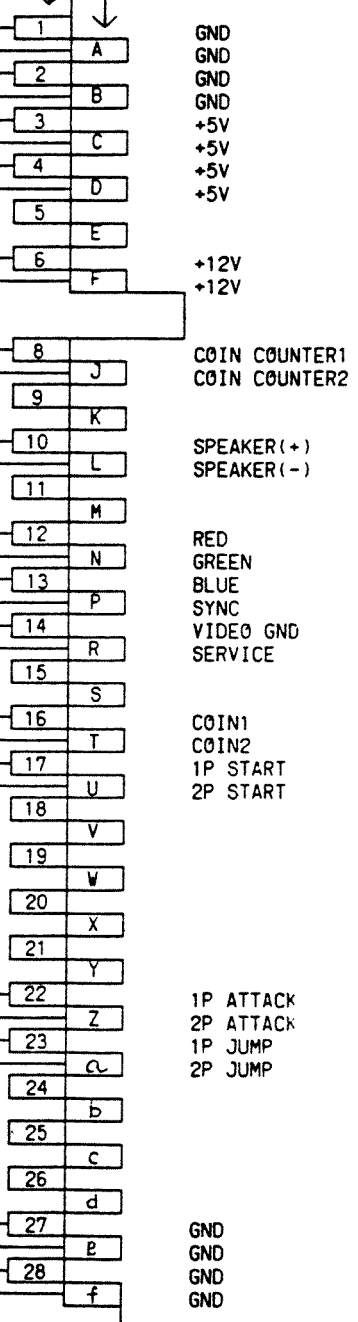 1 GND
A GND
2 GND
B GND
3 +5V
C +5V
4 +5V
D +5V
5
E
6 +12V
F +12V
8 COIN COUNTER1
J COIN COUNTER2
9
K
10 SPEAKER(+)
L SPEAKER(-)
11
M
12 RED
N GREEN
13 BLUE
P SYNC
14 VIDEO GND
R SERVICE
15
S
16 COIN1
T COIN2
17 1P START
U 2P START
18
V
19
W
20
X
21
Y
22 1P ATTACK
Z 2P ATTACK
23 1P JUMP
a 2P JUMP
24
b
25
c
26
d
27 GND
e GND
28 GND
f GND